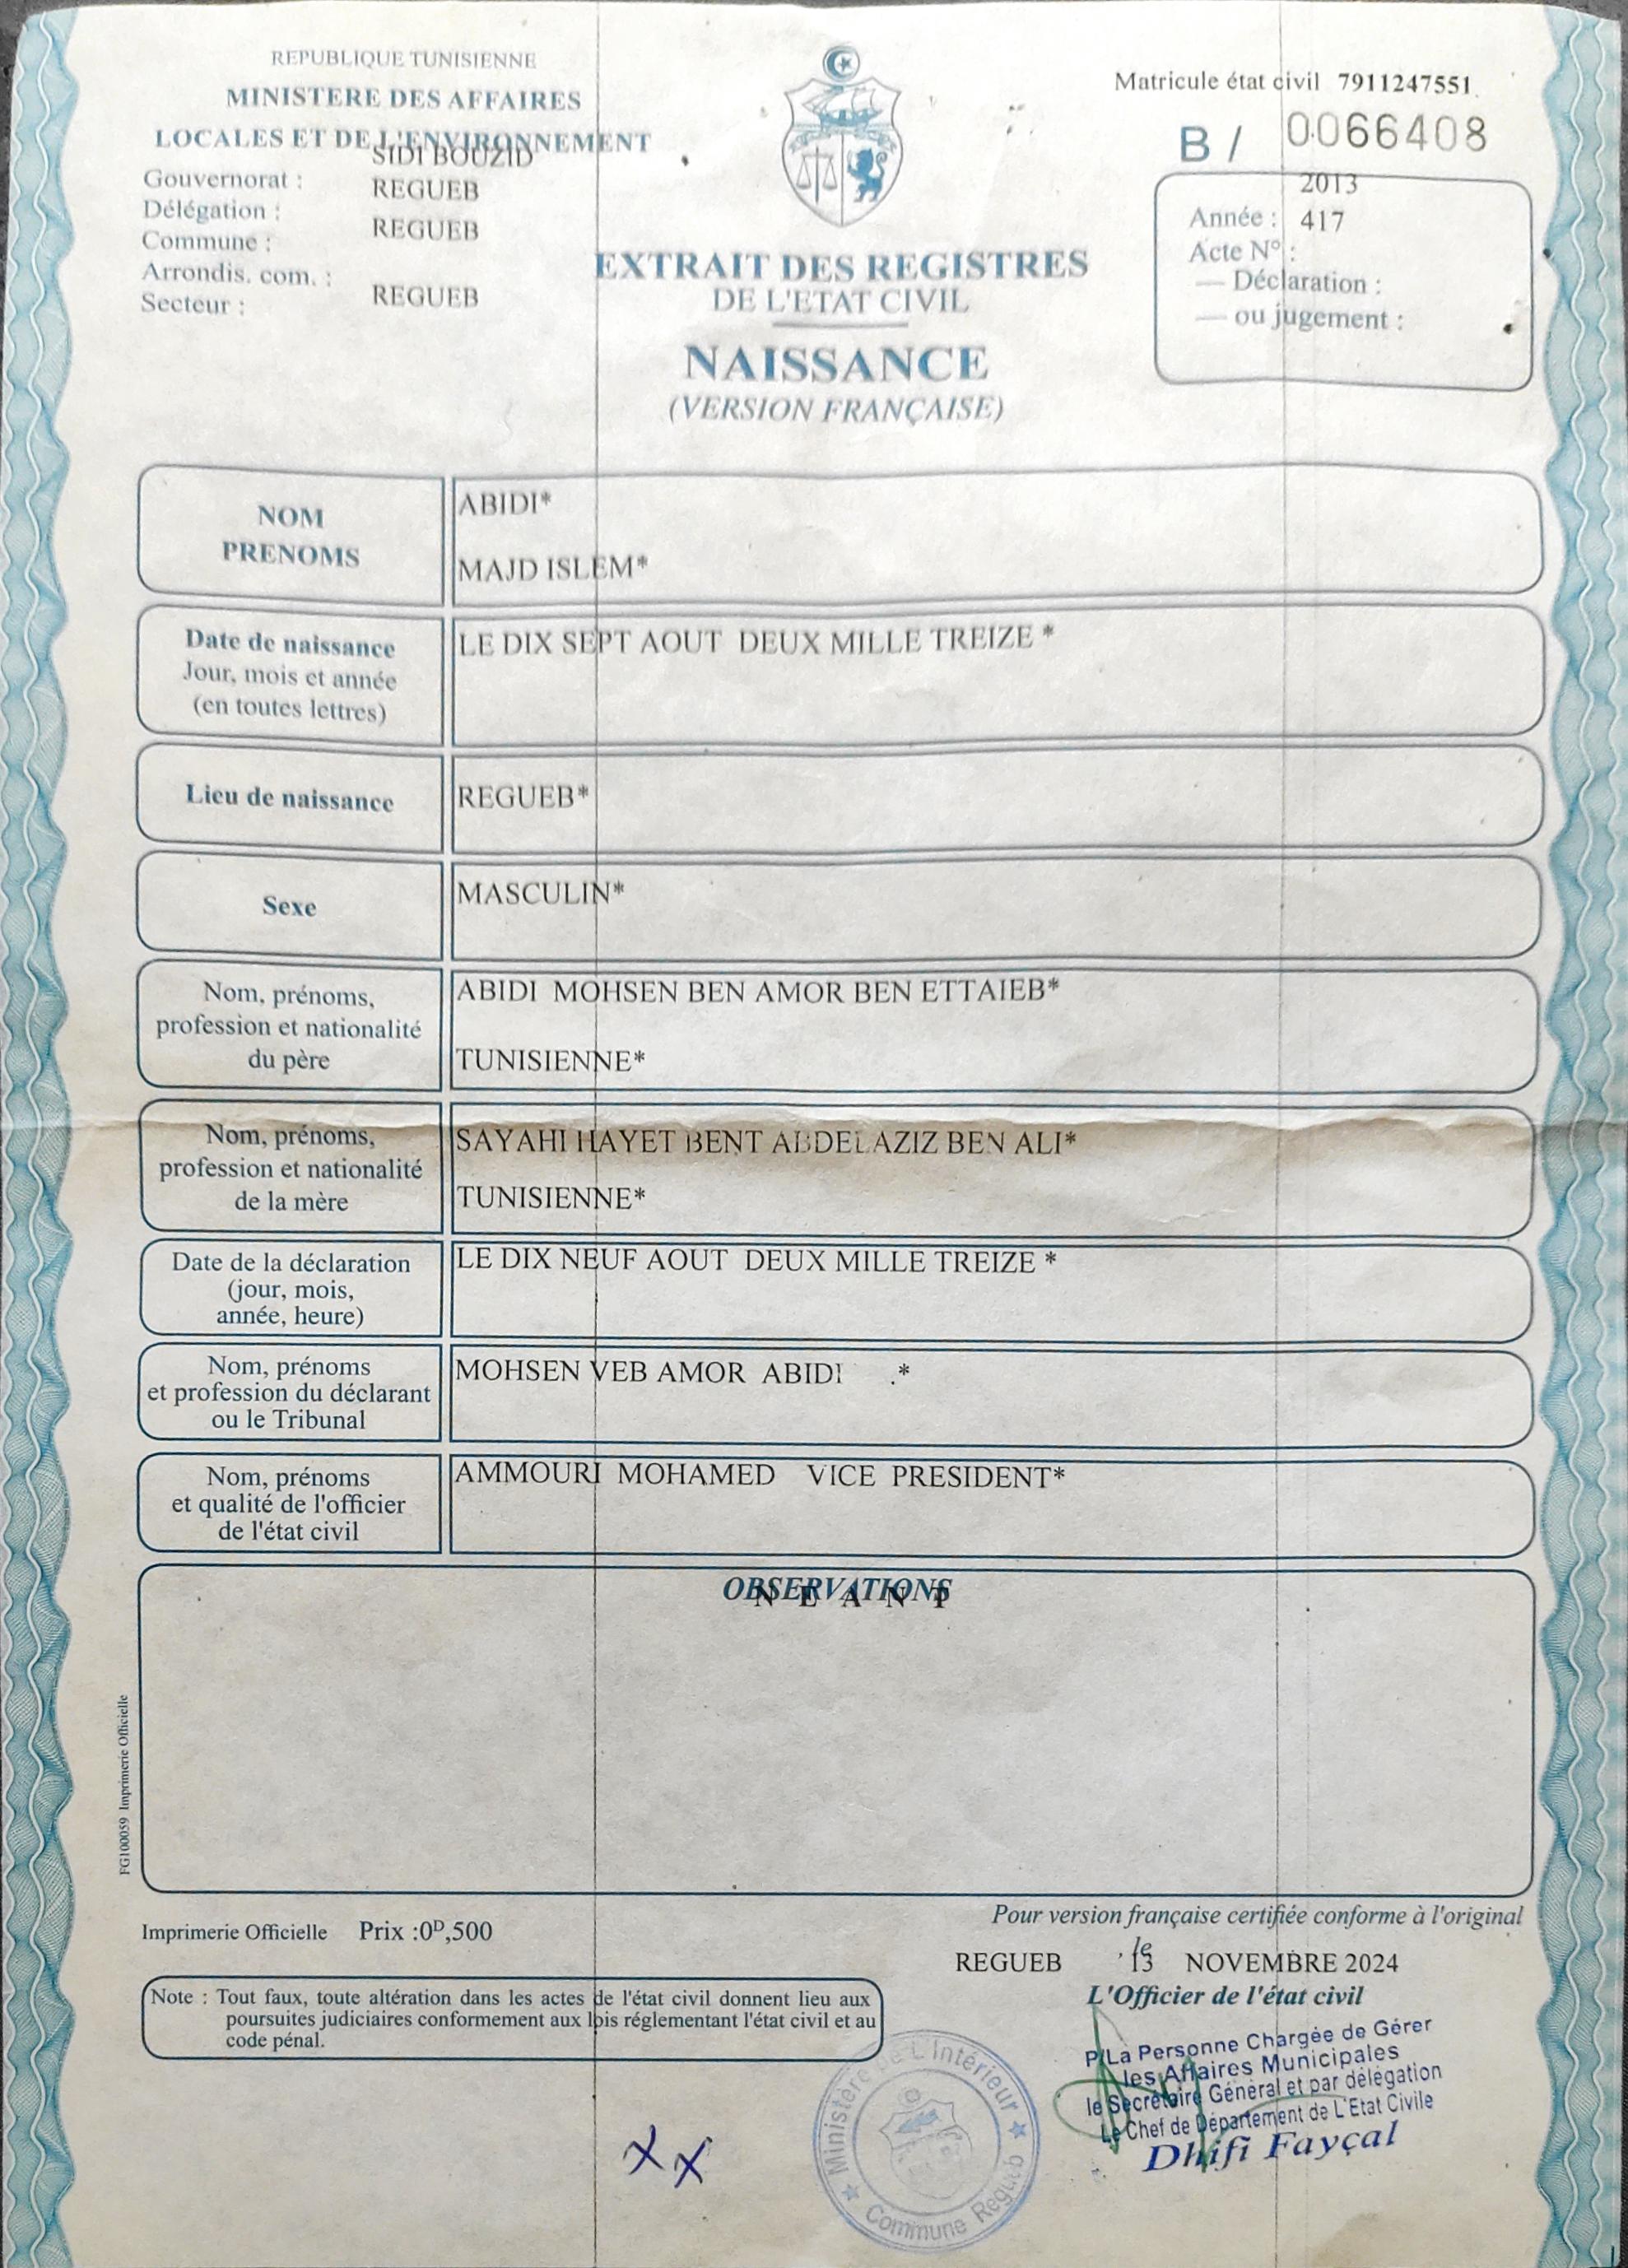 REPUBLIQUE TUNISIENNE
MINISTERE DES AFFAIRES
LOCALES ET DE L'ENVIRONNEMENT
SIDI BOUZID
Gouvernorat :
REGUEB
Délégation :
REGUEB
Commune :
Arrondis. com. :
Secteur :
REGUEB
Matricule état civil 7911247551
B / 0066408
2013
Année : 417
Acte N° :
— Déclaration :
— ou jugement :
EXTRAIT DES REGISTRES
DE L'ETAT CIVIL
NAISSANCE
(VERSION FRANÇAISE)
NOM
PRENOMS
ABIDI*
MAJD ISLEM*
Date de naissance
Jour, mois et année
(en toutes lettres)
LE DIX SEPT AOUT DEUX MILLE TREIZE *
Lieu de naissance
REGUEB*
Sexe
MASCULIN*
Nom, prénoms,
profession et nationalité
du père
ABIDI MOHSEN BEN AMOR BEN ETTAIEB*
TUNISIENNE*
Nom, prénoms,
profession et nationalité
de la mère
SAYAHI HAYET BENT ABDELAZIZ BEN ALI*
TUNISIENNE*
Date de la déclaration
(jour, mois,
année, heure)
LE DIX NEUF AOUT DEUX MILLE TREIZE *
Nom, prénoms
et profession du déclarant
ou le Tribunal
MOHSEN VEB AMOR ABIDI .*
Nom, prénoms
et qualité de l'officier
de l'état civil
AMMOURI MOHAMED VICE PRESIDENT*
OBSERVATIONS
N E A N T
FG100059 Imprimerie Officielle
Imprimerie Officielle Prix :0ᴰ,500
Pour version française certifiée conforme à l'original
REGUEB , le 13 NOVEMBRE 2024
L'Officier de l'état civil
Note : Tout faux, toute altération dans les actes de l'état civil donnent lieu aux
poursuites judiciaires conformement aux lois réglementant l'état civil et au
code pénal.
P/La Personne Chargée de Gérer
les Affaires Municipales
le Secrétaire Général et par délégation
Le Chef de Département de L'Etat Civile
Dhifi Fayçal
Ministère de L'Intérieur
Commune Regueb
X X